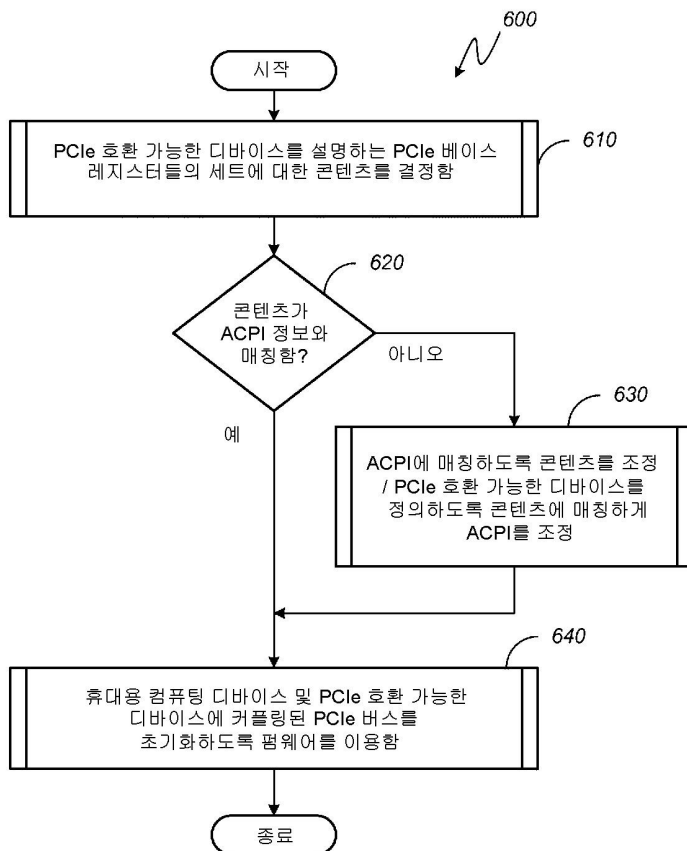 600
시작
PCIe 호환 가능한 디바이스를 설명하는 PCIe 베이스
레지스터들의 세트에 대한 콘텐츠를 결정함
610
620
콘텐츠가
ACPI 정보와
매칭함?
아니오
예
630
ACPI에 매칭하도록 콘텐츠를 조정
/ PCIe 호환 가능한 디바이스를
정의하도록 콘텐츠에 매칭하게
ACPI를 조정
640
휴대용 컴퓨팅 디바이스 및 PCIe 호환 가능한
디바이스에 커플링된 PCIe 버스를
초기화하도록 펌웨어를 이용함
종료